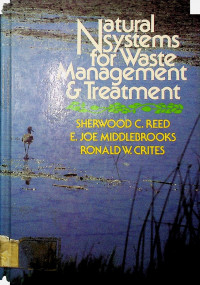 Natural
Systems
for Waste
Management
& Treatment
SHERWOOD C. REED
E. JOE MIDDLEBROOKS
RONALD W. CRITES